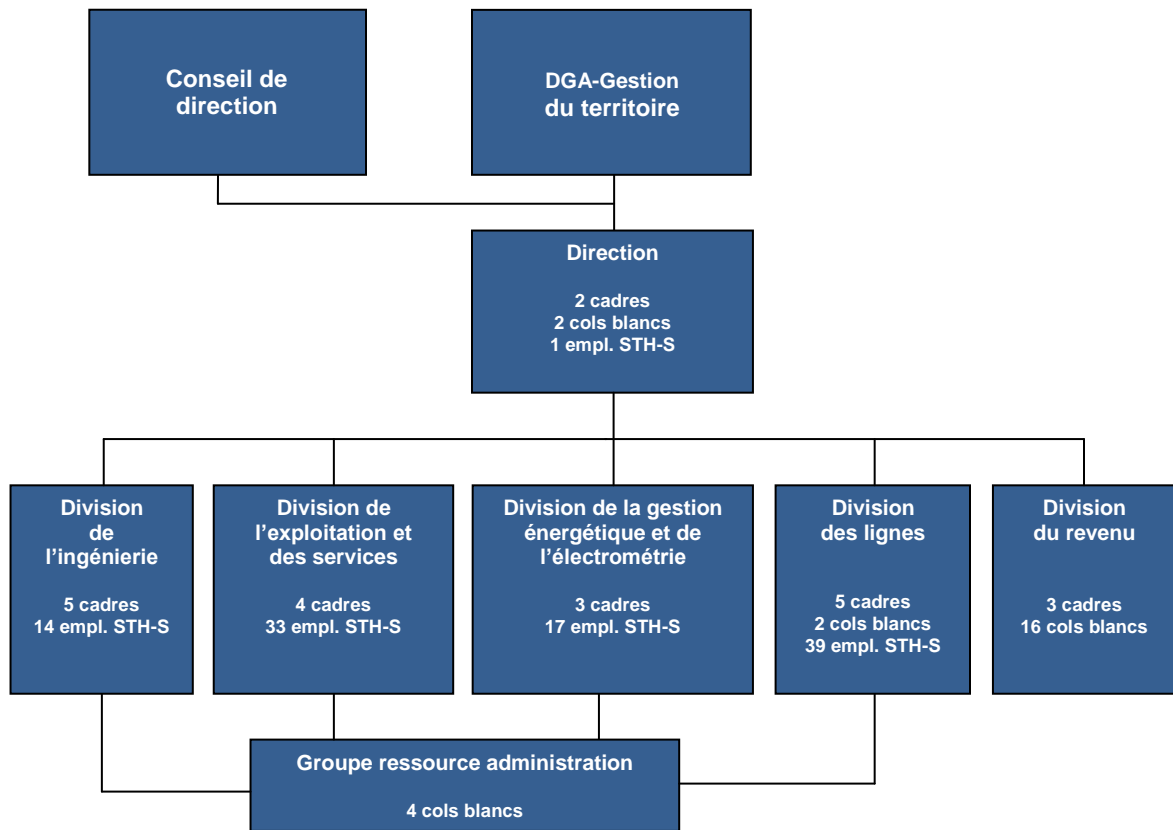 Conseil de
direction
DGA-Gestion
du territoire
Direction
2 cadres
2 cols blancs
1 empl. STH-S
Division
de
l’ingénierie
5 cadres
14 empl. STH-S
Division de
l’exploitation et
des services
4 cadres
33 empl. STH-S
Division de la gestion
énergétique et de
l’électrométrie
3 cadres
17 empl. STH-S
Division
des lignes
5 cadres
2 cols blancs
39 empl. STH-S
Division
du revenu
3 cadres
16 cols blancs
Groupe ressource administration
4 cols blancs